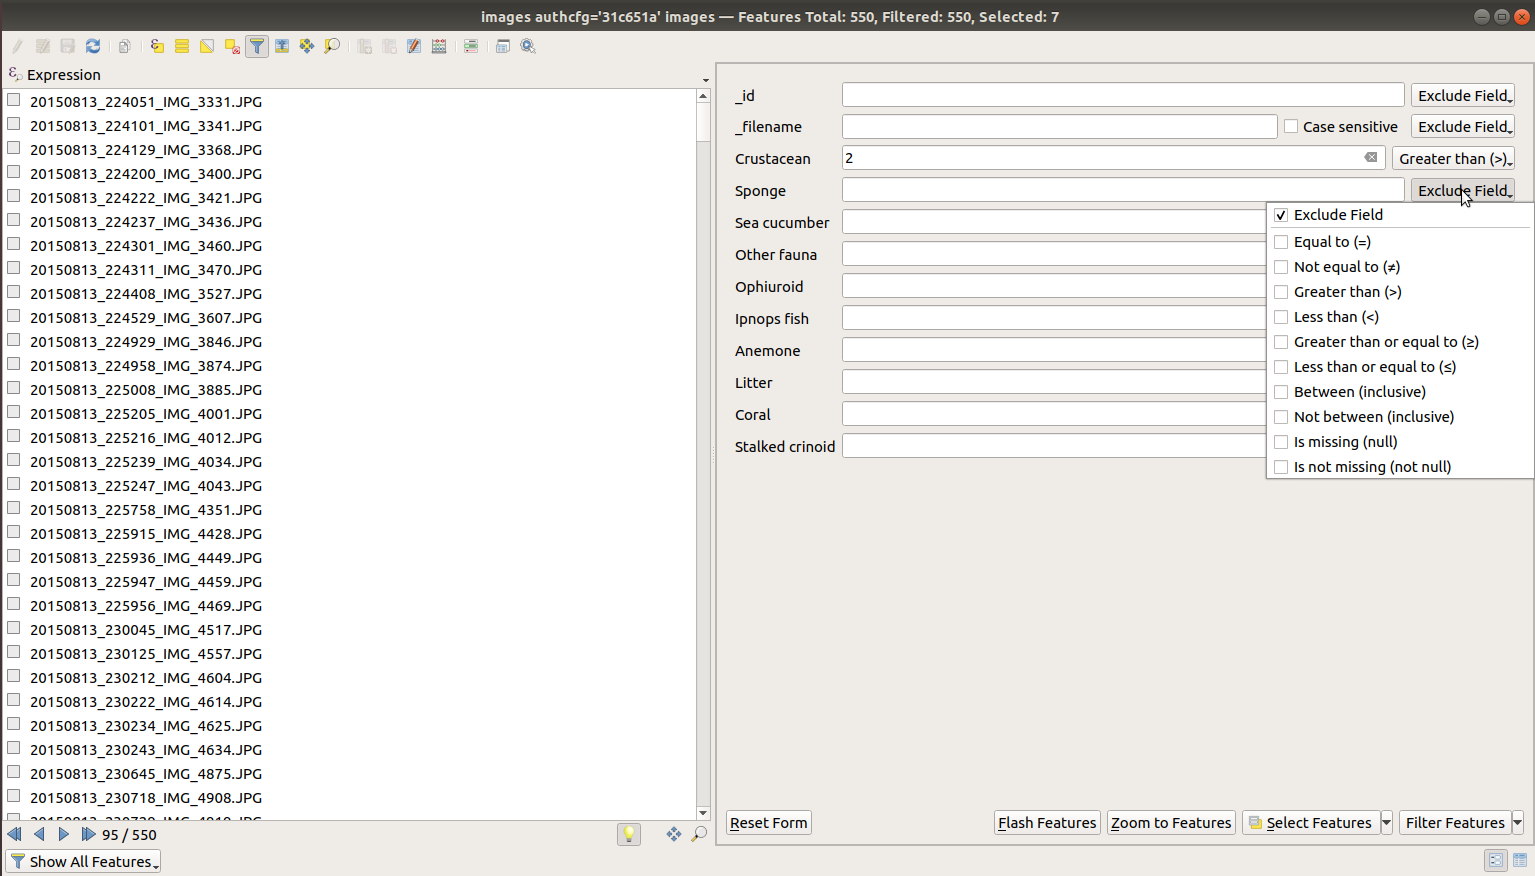 images authcfg='31c651a' images — Features Total: 550, Filtered: 550, Selected: 7
Expression
20150813_224051_IMG_3331.JPG
20150813_224101_IMG_3341.JPG
20150813_224129_IMG_3368.JPG
20150813_224200_IMG_3400.JPG
20150813_224222_IMG_3421.JPG
20150813_224237_IMG_3436.JPG
20150813_224301_IMG_3460.JPG
20150813_224311_IMG_3470.JPG
20150813_224408_IMG_3527.JPG
20150813_224529_IMG_3607.JPG
20150813_224929_IMG_3846.JPG
20150813_224958_IMG_3874.JPG
20150813_225008_IMG_3885.JPG
20150813_225205_IMG_4001.JPG
20150813_225216_IMG_4012.JPG
20150813_225239_IMG_4034.JPG
20150813_225247_IMG_4043.JPG
20150813_225758_IMG_4351.JPG
20150813_225915_IMG_4428.JPG
20150813_225936_IMG_4449.JPG
20150813_225947_IMG_4459.JPG
20150813_225956_IMG_4469.JPG
20150813_230045_IMG_4517.JPG
20150813_230125_IMG_4557.JPG
20150813_230212_IMG_4604.JPG
20150813_230222_IMG_4614.JPG
20150813_230234_IMG_4625.JPG
20150813_230243_IMG_4634.JPG
20150813_230645_IMG_4875.JPG
20150813_230718_IMG_4908.JPG
95 / 550
Show All Features
_id Exclude Field
_filename Case sensitive Exclude Field
Crustacean 2 Greater than (>)
Sponge Exclude Field
Sea cucumber
Other fauna
Ophiuroid
Ipnops fish
Anemone
Litter
Coral
Stalked crinoid
Exclude Field
Equal to (=)
Not equal to (≠)
Greater than (>)
Less than (<)
Greater than or equal to (≥)
Less than or equal to (≤)
Between (inclusive)
Not between (inclusive)
Is missing (null)
Is not missing (not null)
Reset Form Flash Features Zoom to Features Select Features Filter Features